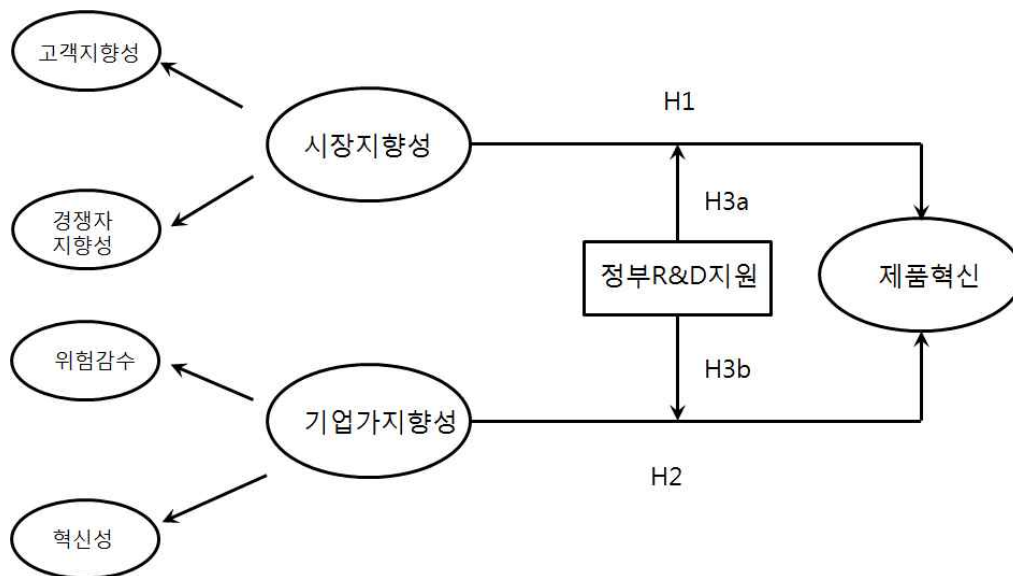 고객지향성
H1
시장지향성
경쟁자
지향성
H3a
정부R&D지원
제품혁신
위험감수
H3b
기업가지향성
H2
혁신성